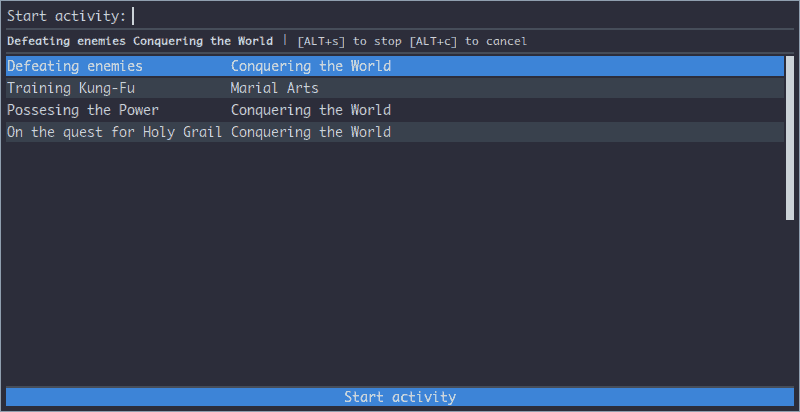 Start activity:
Defeating enemies Conquering the World | [ALT+s] to stop [ALT+c] to cancel
Defeating enemies Conquering the World
Training Kung-Fu Marial Arts
Possesing the Power Conquering the World
On the quest for Holy Grail Conquering the World
Start activity